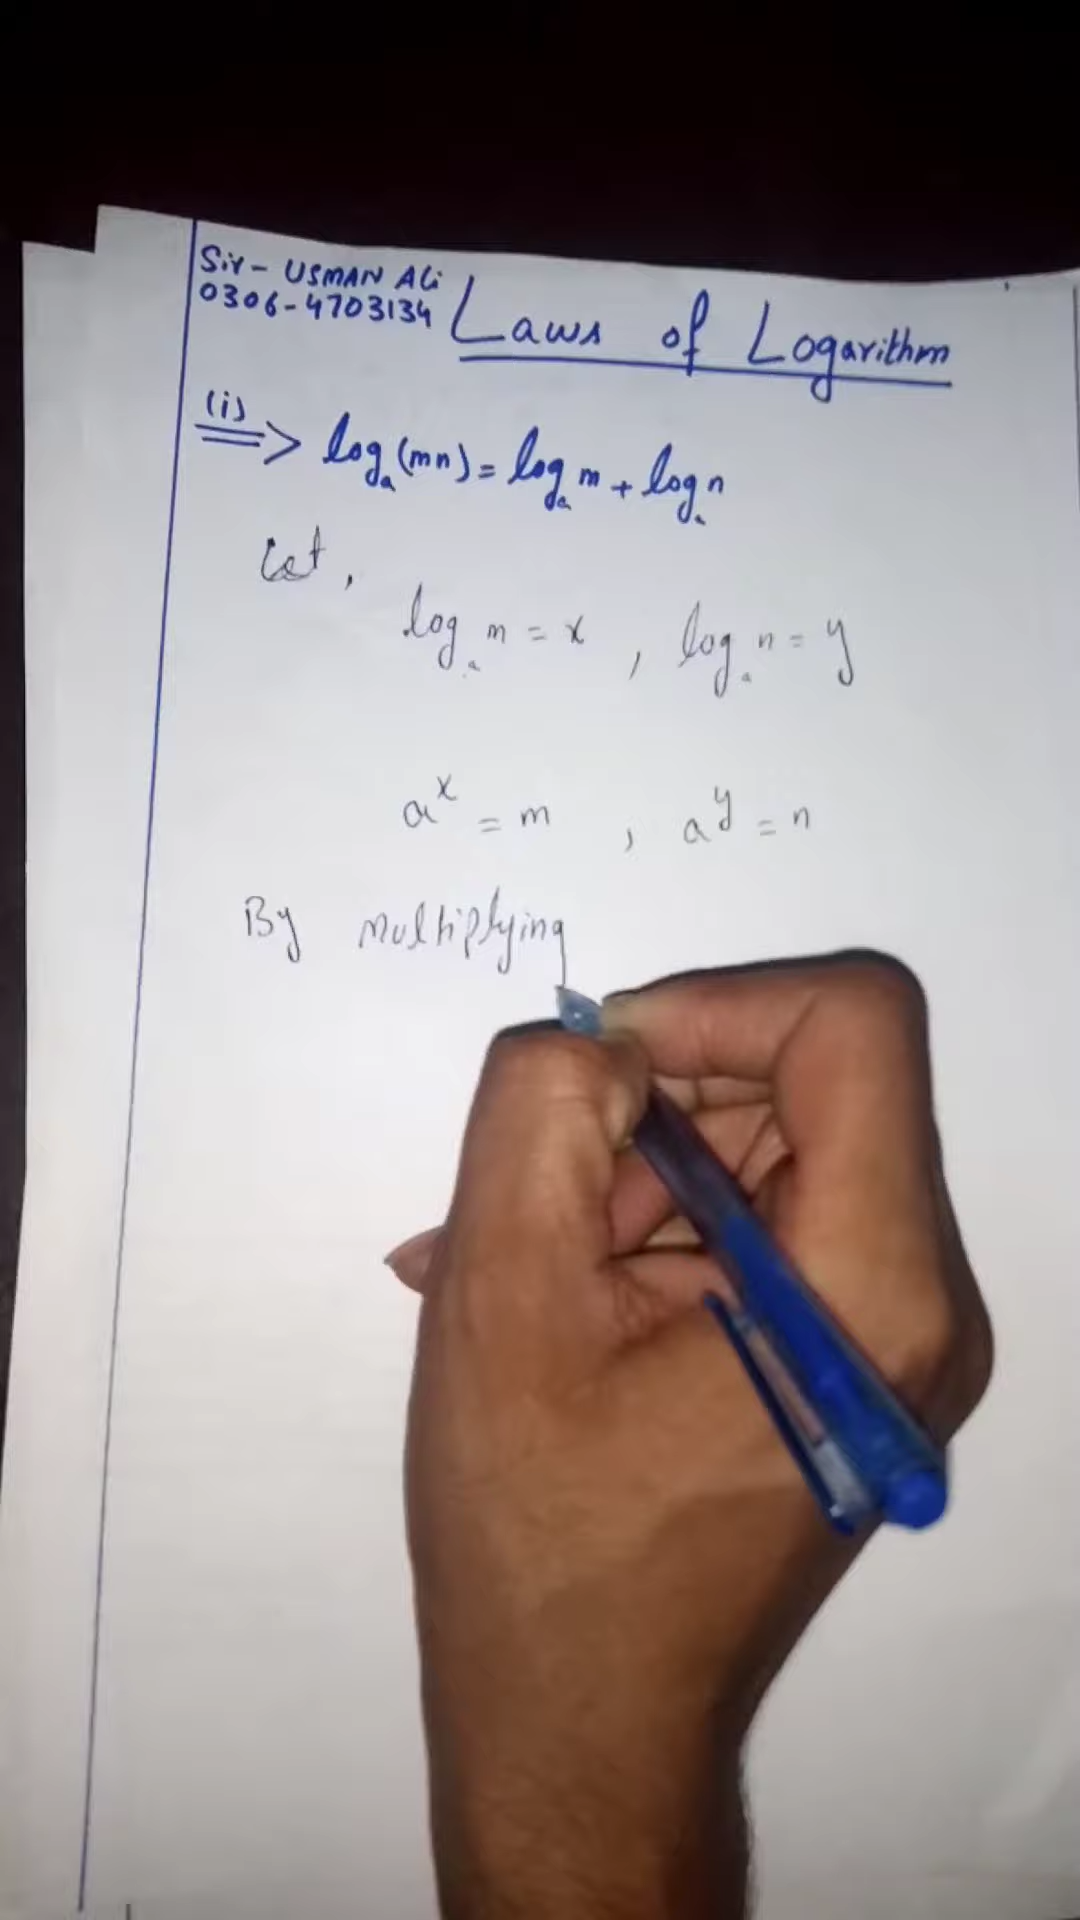 Sir- USMAN ALi
0306-4703134
Laws of Logarithm
(i) => logₐ(mn) = logₐm + logₐn
Let,
logₐm = x , logₐn = y
aˣ = m , aʸ = n
By multiplying